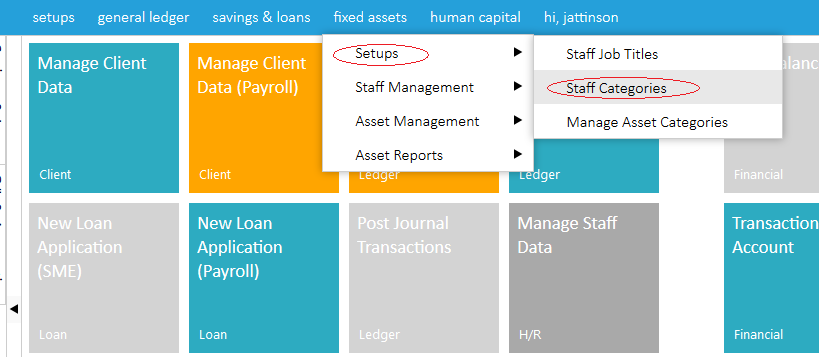 setups general ledger savings & loans fixed assets human capital hi, jattinson
Setups
Staff Management
Asset Management
Asset Reports
Staff Job Titles
Staff Categories
Manage Asset Categories
Manage Client
Data
Client
Manage Client
Data (Payroll)
Client
Ledger
Ledger
Financial
New Loan
Application
(SME)
Loan
New Loan
Application
(Payroll)
Loan
Post Journal
Transactions
Ledger
Manage Staff
Data
H/R
Transaction
Account
Financial